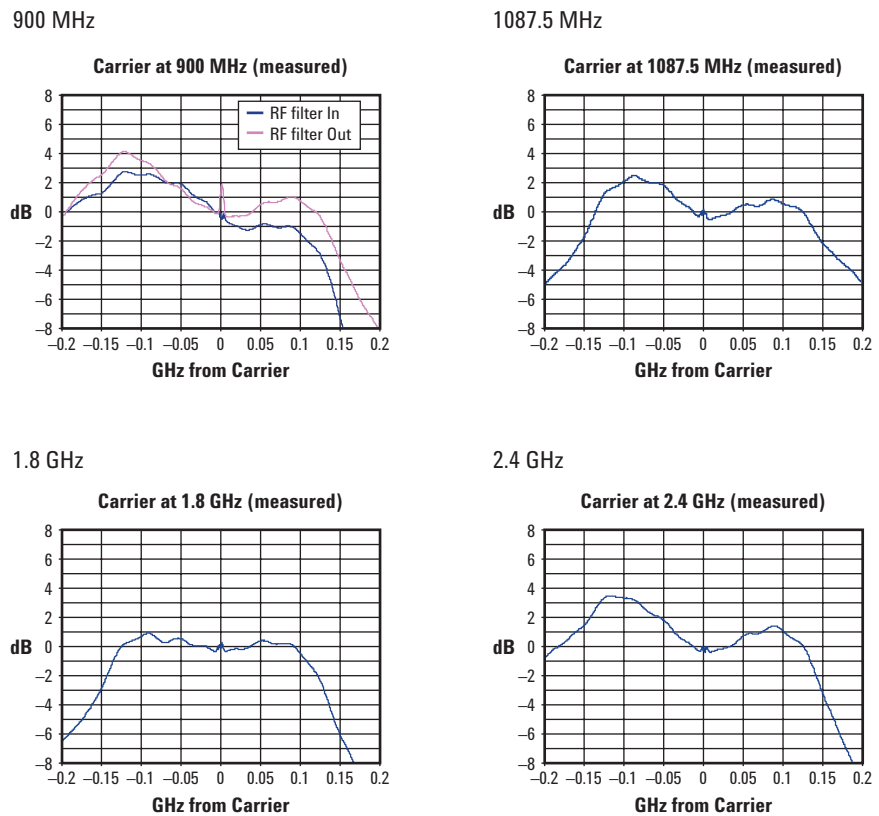 900 MHz
Carrier at 900 MHz (measured)
8
6
4
2
0
–2
–4
–6
–8
dB
RF filter In
RF filter Out
–0.2 –0.15 –0.1 –0.05 0 0.05 0.1 0.15 0.2
GHz from Carrier
1087.5 MHz
Carrier at 1087.5 MHz (measured)
8
6
4
2
0
–2
–4
–6
–8
dB
–0.2 –0.15 –0.1 –0.05 0 0.05 0.1 0.15 0.2
GHz from Carrier
1.8 GHz
Carrier at 1.8 GHz (measured)
8
6
4
2
0
–2
–4
–6
–8
dB
–0.2 –0.15 –0.1 –0.05 0 0.05 0.1 0.15 0.2
GHz from Carrier
2.4 GHz
Carrier at 2.4 GHz (measured)
8
6
4
2
0
–2
–4
–6
–8
dB
–0.2 –0.15 –0.1 –0.05 0 0.05 0.1 0.15 0.2
GHz from Carrier